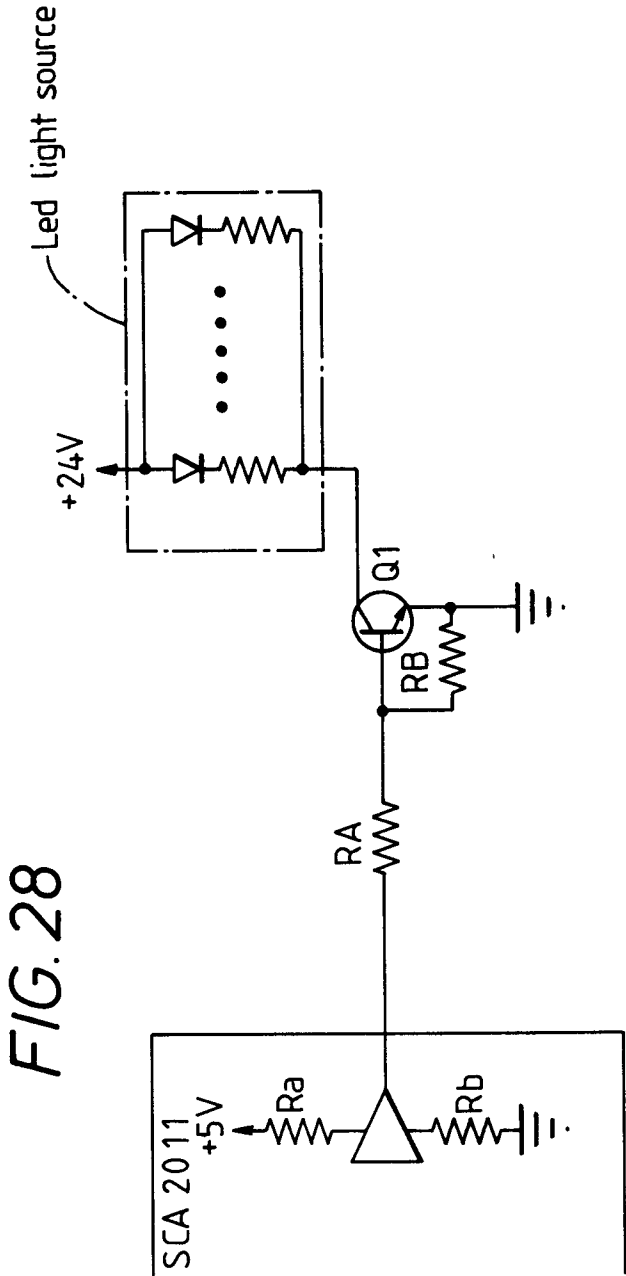 FIG. 28
SCA 2011
+5V
Ra
Rb
RA
RB
Q1
+24V
Led light source